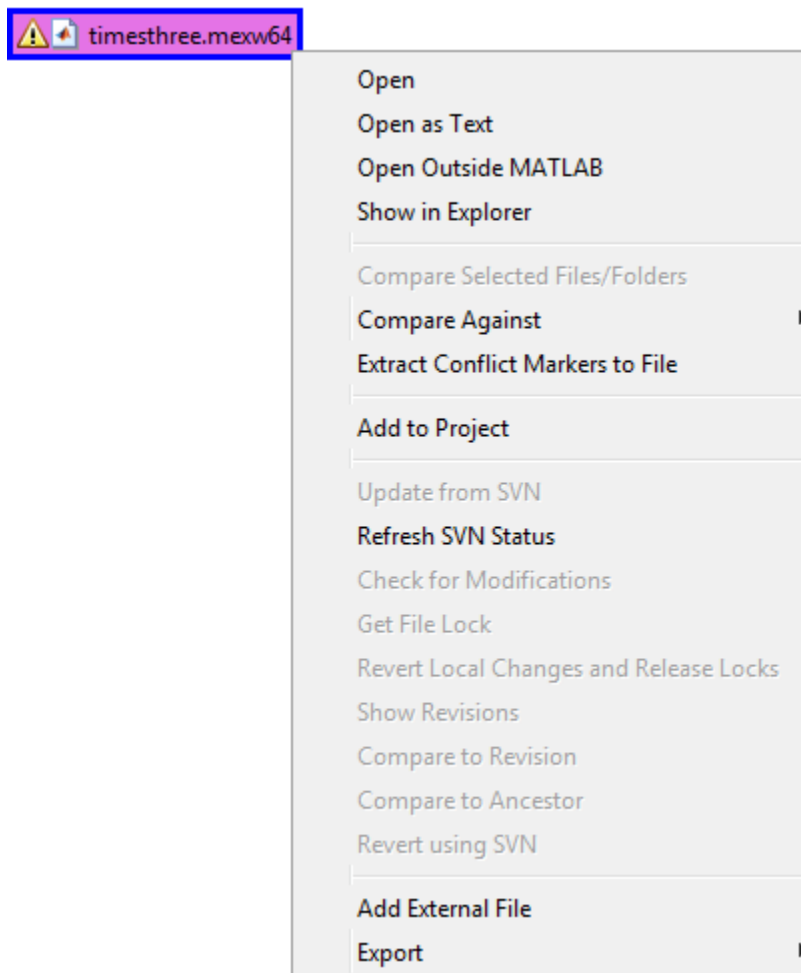 timesthree.mexw64
Open
Open as Text
Open Outside MATLAB
Show in Explorer
Compare Selected Files/Folders
Compare Against
Extract Conflict Markers to File
Add to Project
Update from SVN
Refresh SVN Status
Check for Modifications
Get File Lock
Revert Local Changes and Release Locks
Show Revisions
Compare to Revision
Compare to Ancestor
Revert using SVN
Add External File
Export